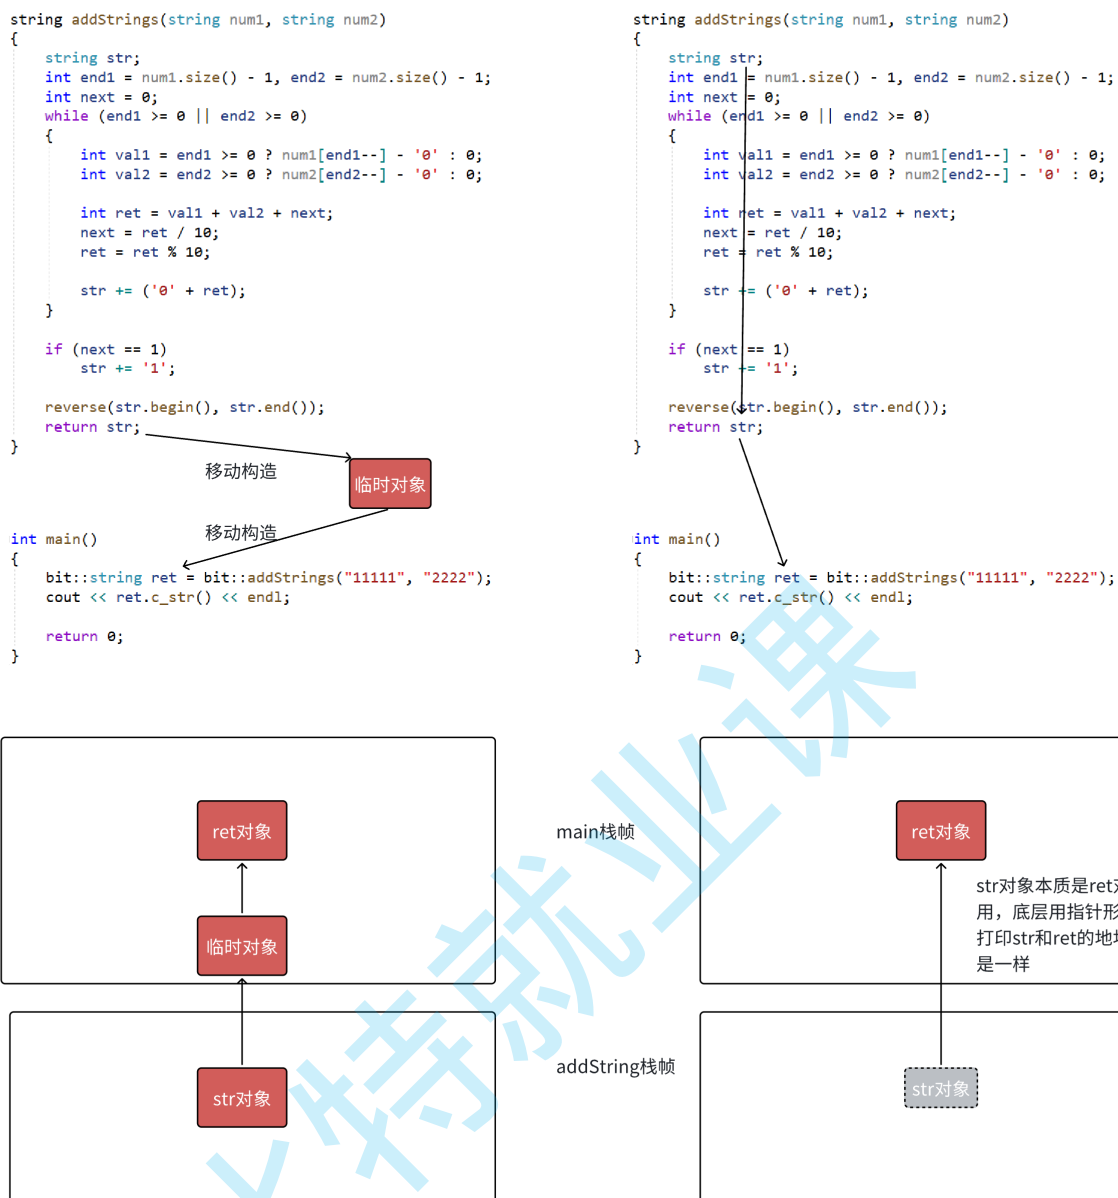 string addStrings(string num1, string num2)
{
    string str;
    int end1 = num1.size() - 1, end2 = num2.size() - 1;
    int next = 0;
    while (end1 >= 0 || end2 >= 0)
    {
        int val1 = end1 >= 0 ? num1[end1--] - '0' : 0;
        int val2 = end2 >= 0 ? num2[end2--] - '0' : 0;
        int ret = val1 + val2 + next;
        next = ret / 10;
        ret = ret % 10;
        str += ('0' + ret);
    }
    if (next == 1)
        str += '1';
    reverse(str.begin(), str.end());
    return str;
}
移动构造
临时对象
移动构造
int main()
{
    bit::string ret = bit::addStrings("11111", "2222");
    cout << ret.c_str() << endl;
    return 0;
}
string addStrings(string num1, string num2)
{
    string str;
    int end1 = num1.size() - 1, end2 = num2.size() - 1;
    int next = 0;
    while (end1 >= 0 || end2 >= 0)
    {
        int val1 = end1 >= 0 ? num1[end1--] - '0' : 0;
        int val2 = end2 >= 0 ? num2[end2--] - '0' : 0;
        int ret = val1 + val2 + next;
        next = ret / 10;
        ret = ret % 10;
        str += ('0' + ret);
    }
    if (next == 1)
        str += '1';
    reverse(str.begin(), str.end());
    return str;
}
int main()
{
    bit::string ret = bit::addStrings("11111", "2222");
    cout << ret.c_str() << endl;
    return 0;
}
ret对象
临时对象
str对象
main栈帧
addString栈帧
ret对象
str对象本质是ret
用，底层用指针形
打印str和ret的地
是一样
str对象
特就业课